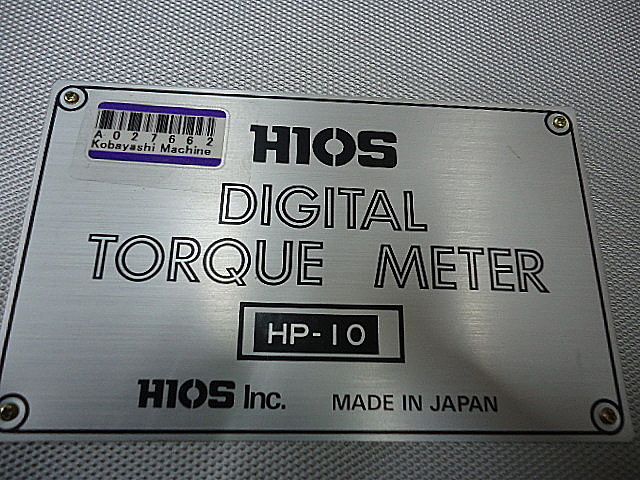 A027662
Kobayashi Machine
HIOS
DIGITAL
TORQUE METER
HP-10
HIOS Inc. MADE IN JAPAN